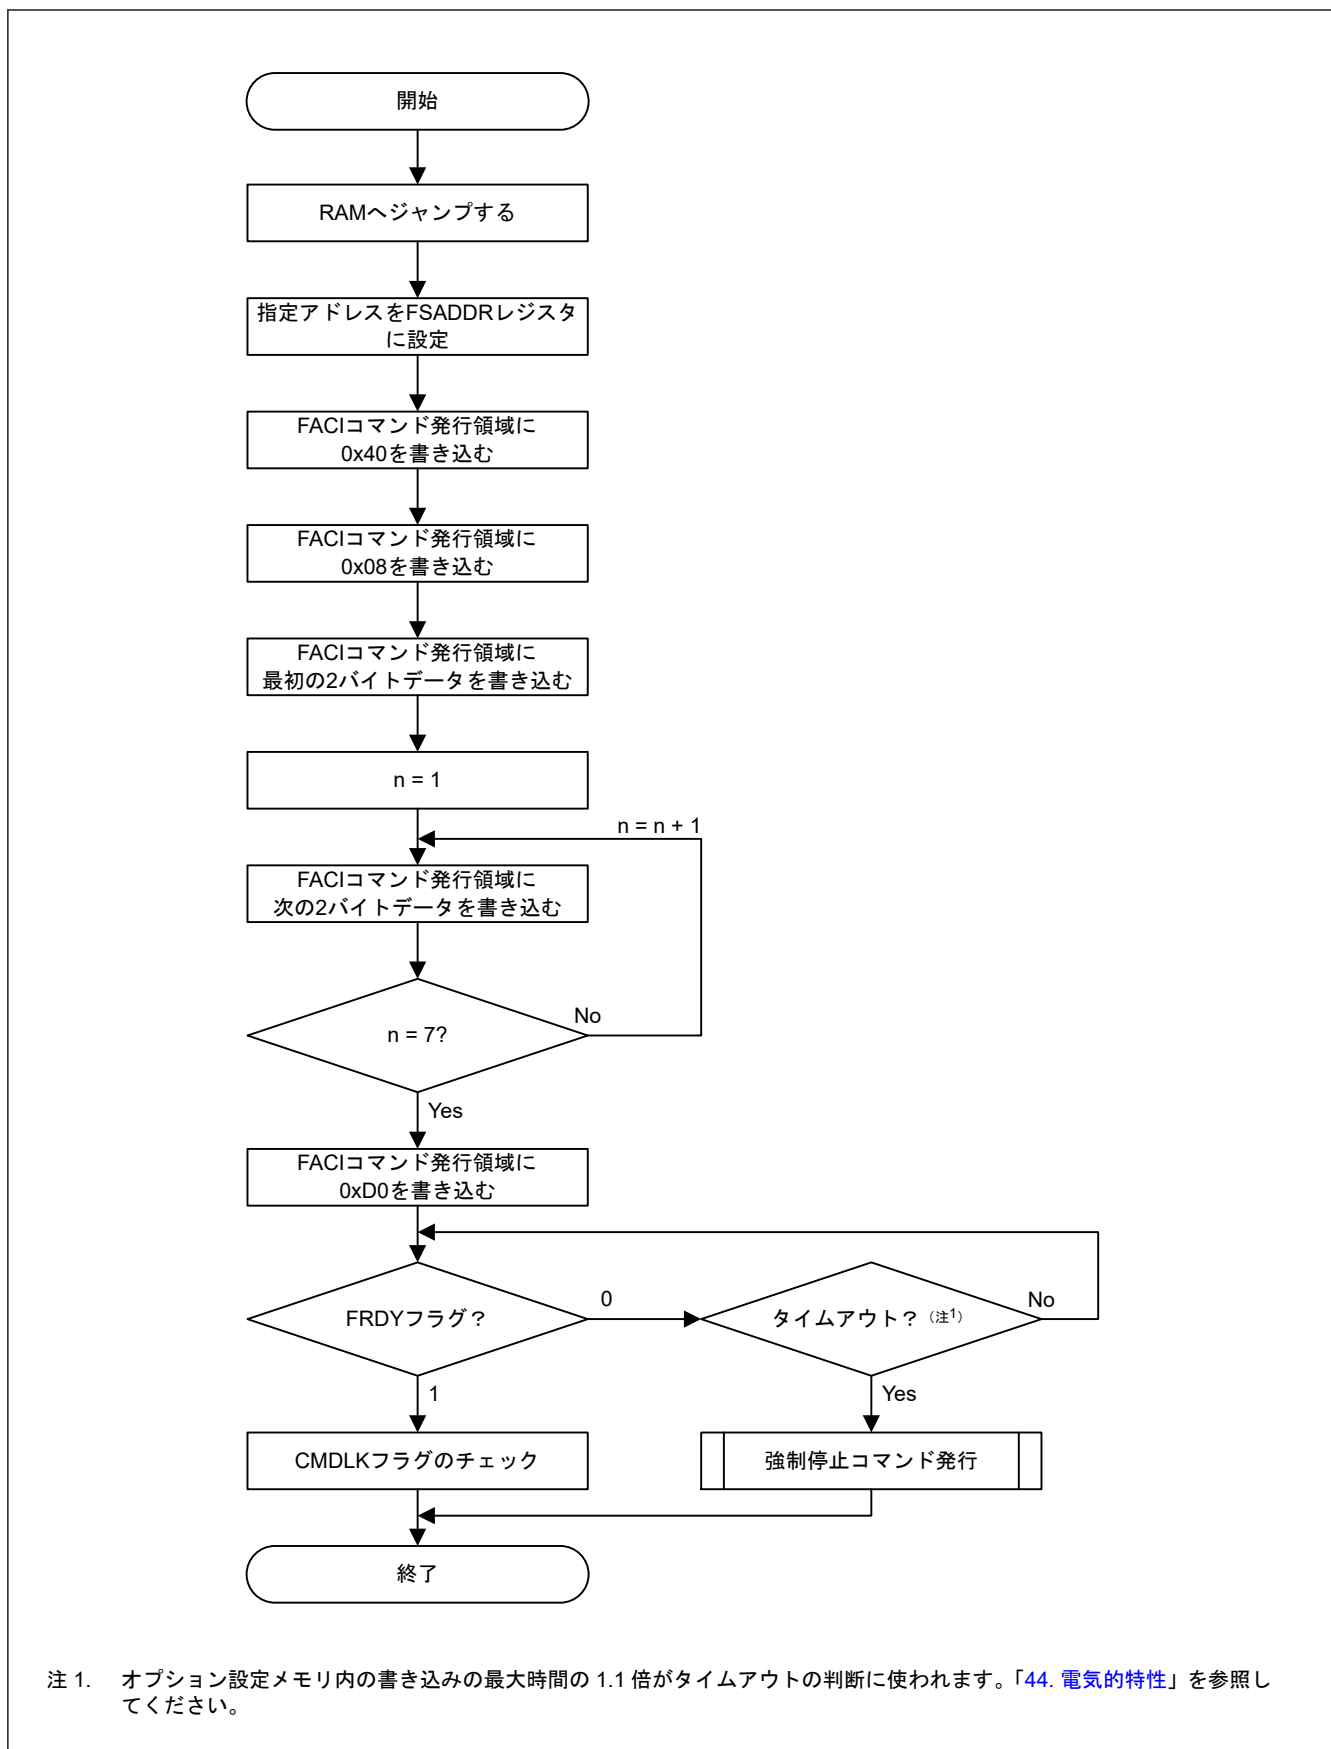 開始
RAMへジャンプする
指定アドレスをFSADDRレジスタ
に設定
FACIコマンド発行領域に
0x40を書き込む
FACIコマンド発行領域に
0x08を書き込む
FACIコマンド発行領域に
最初の2バイトデータを書き込む
n = 1
n = n + 1
FACIコマンド発行領域に
次の2バイトデータを書き込む
n = 7?
No
Yes
FACIコマンド発行領域に
0xD0を書き込む
FRDYフラグ？
0
タイムアウト？（注1）
No
1
Yes
CMDLKフラグのチェック
強制停止コマンド発行
終了
注 1. オプション設定メモリ内の書き込みの最大時間の 1.1 倍がタイムアウトの判断に使われます。「44. 電気的特性」を参照し
てください。